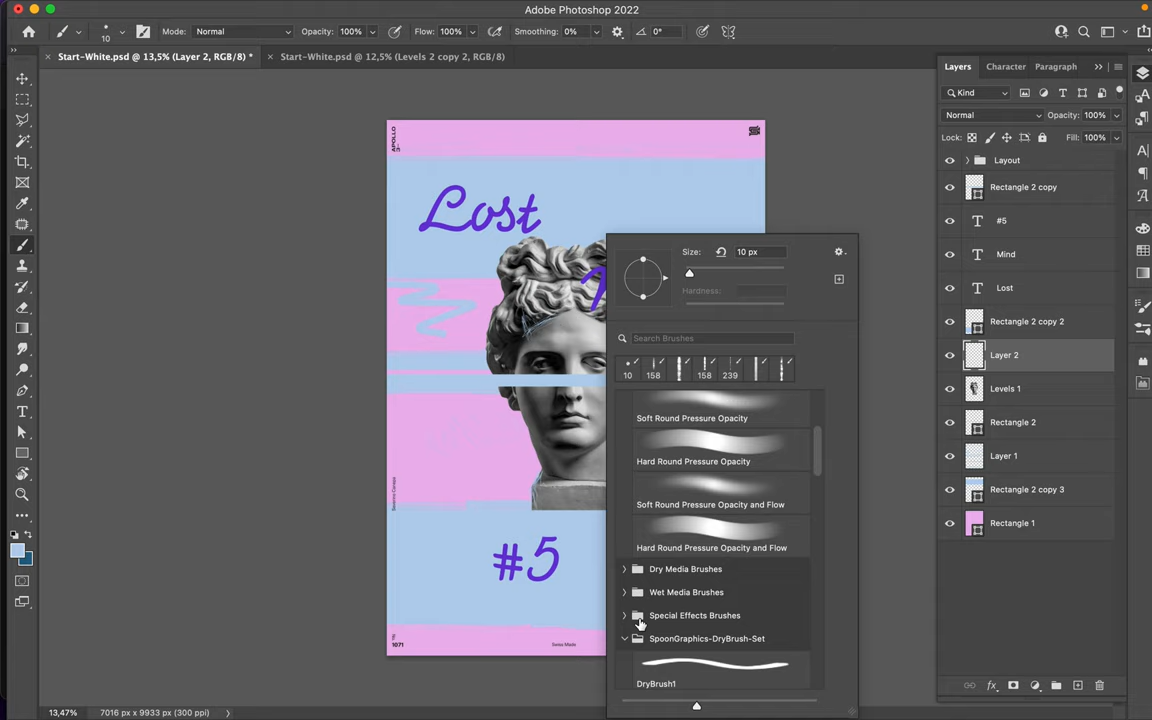 Adobe Photoshop 2022
10
Mode: Normal
Opacity: 100%
Flow: 100%
Smoothing: 0%
0°
Start-White.psd @ 13,5% (Layer 2, RGB/8) *
Start-White.psd @ 12,5% (Levels 2 copy 2, RGB/8)
APOLLO
Lost
#5
1071
Swiss Made
Size:
10 px
Hardness:
Search Brushes
10
158
158
239
Soft Round Pressure Opacity
Hard Round Pressure Opacity
Soft Round Pressure Opacity and Flow
Hard Round Pressure Opacity and Flow
Dry Media Brushes
Wet Media Brushes
Special Effects Brushes
SpoonGraphics-DryBrush-Set
DryBrush1
Layers
Character
Paragraph
Kind
Normal
Opacity: 100%
Lock:
Fill: 100%
Layout
Rectangle 2 copy
#5
Mind
Lost
Rectangle 2 copy 2
Layer 2
Levels 1
Rectangle 2
Layer 1
Rectangle 2 copy 3
Rectangle 1
13,47%
7016 px x 9933 px (300 ppi)